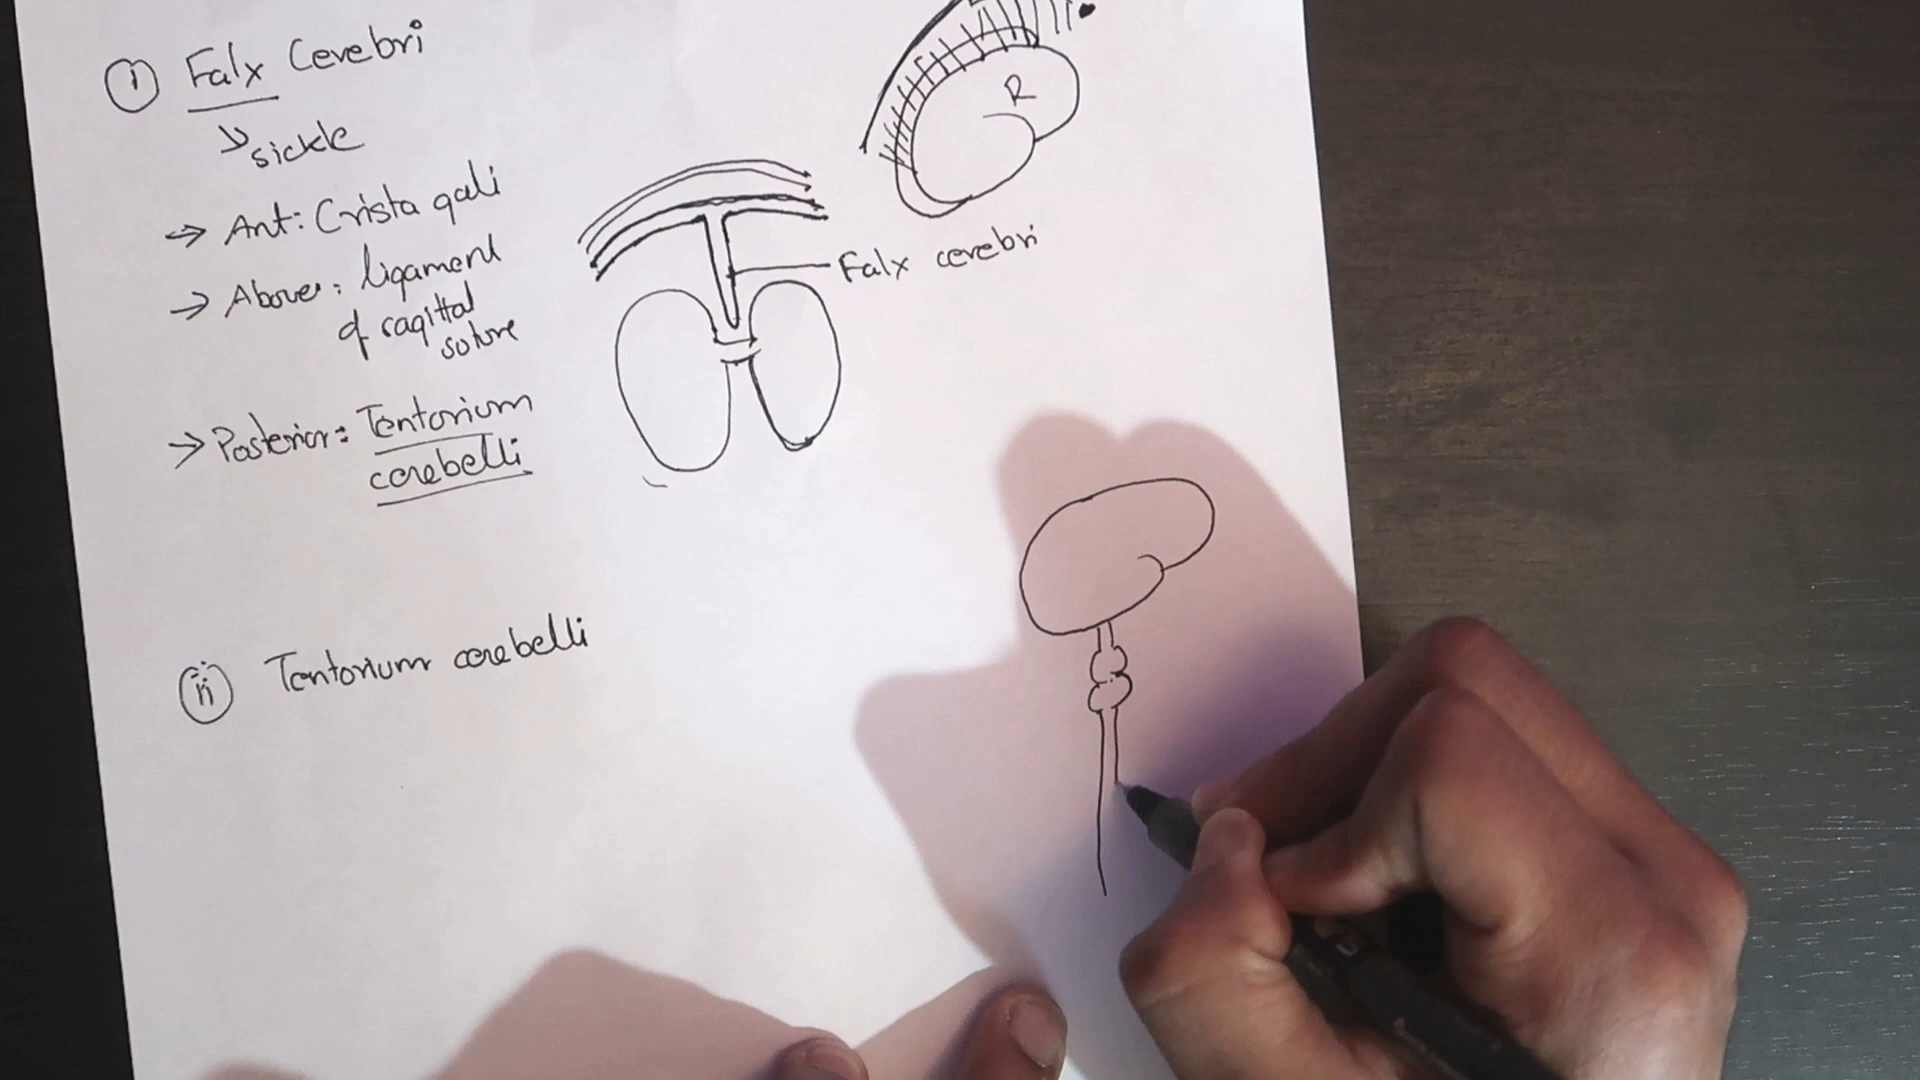 i Falx Cerebri
sickle
→ Ant: Crista gali
→ Above: ligament
of sagittal
suture
→ Posterior: Tentorium
cerebelli
R
Falx cerebri
ii Tentorium cerebelli